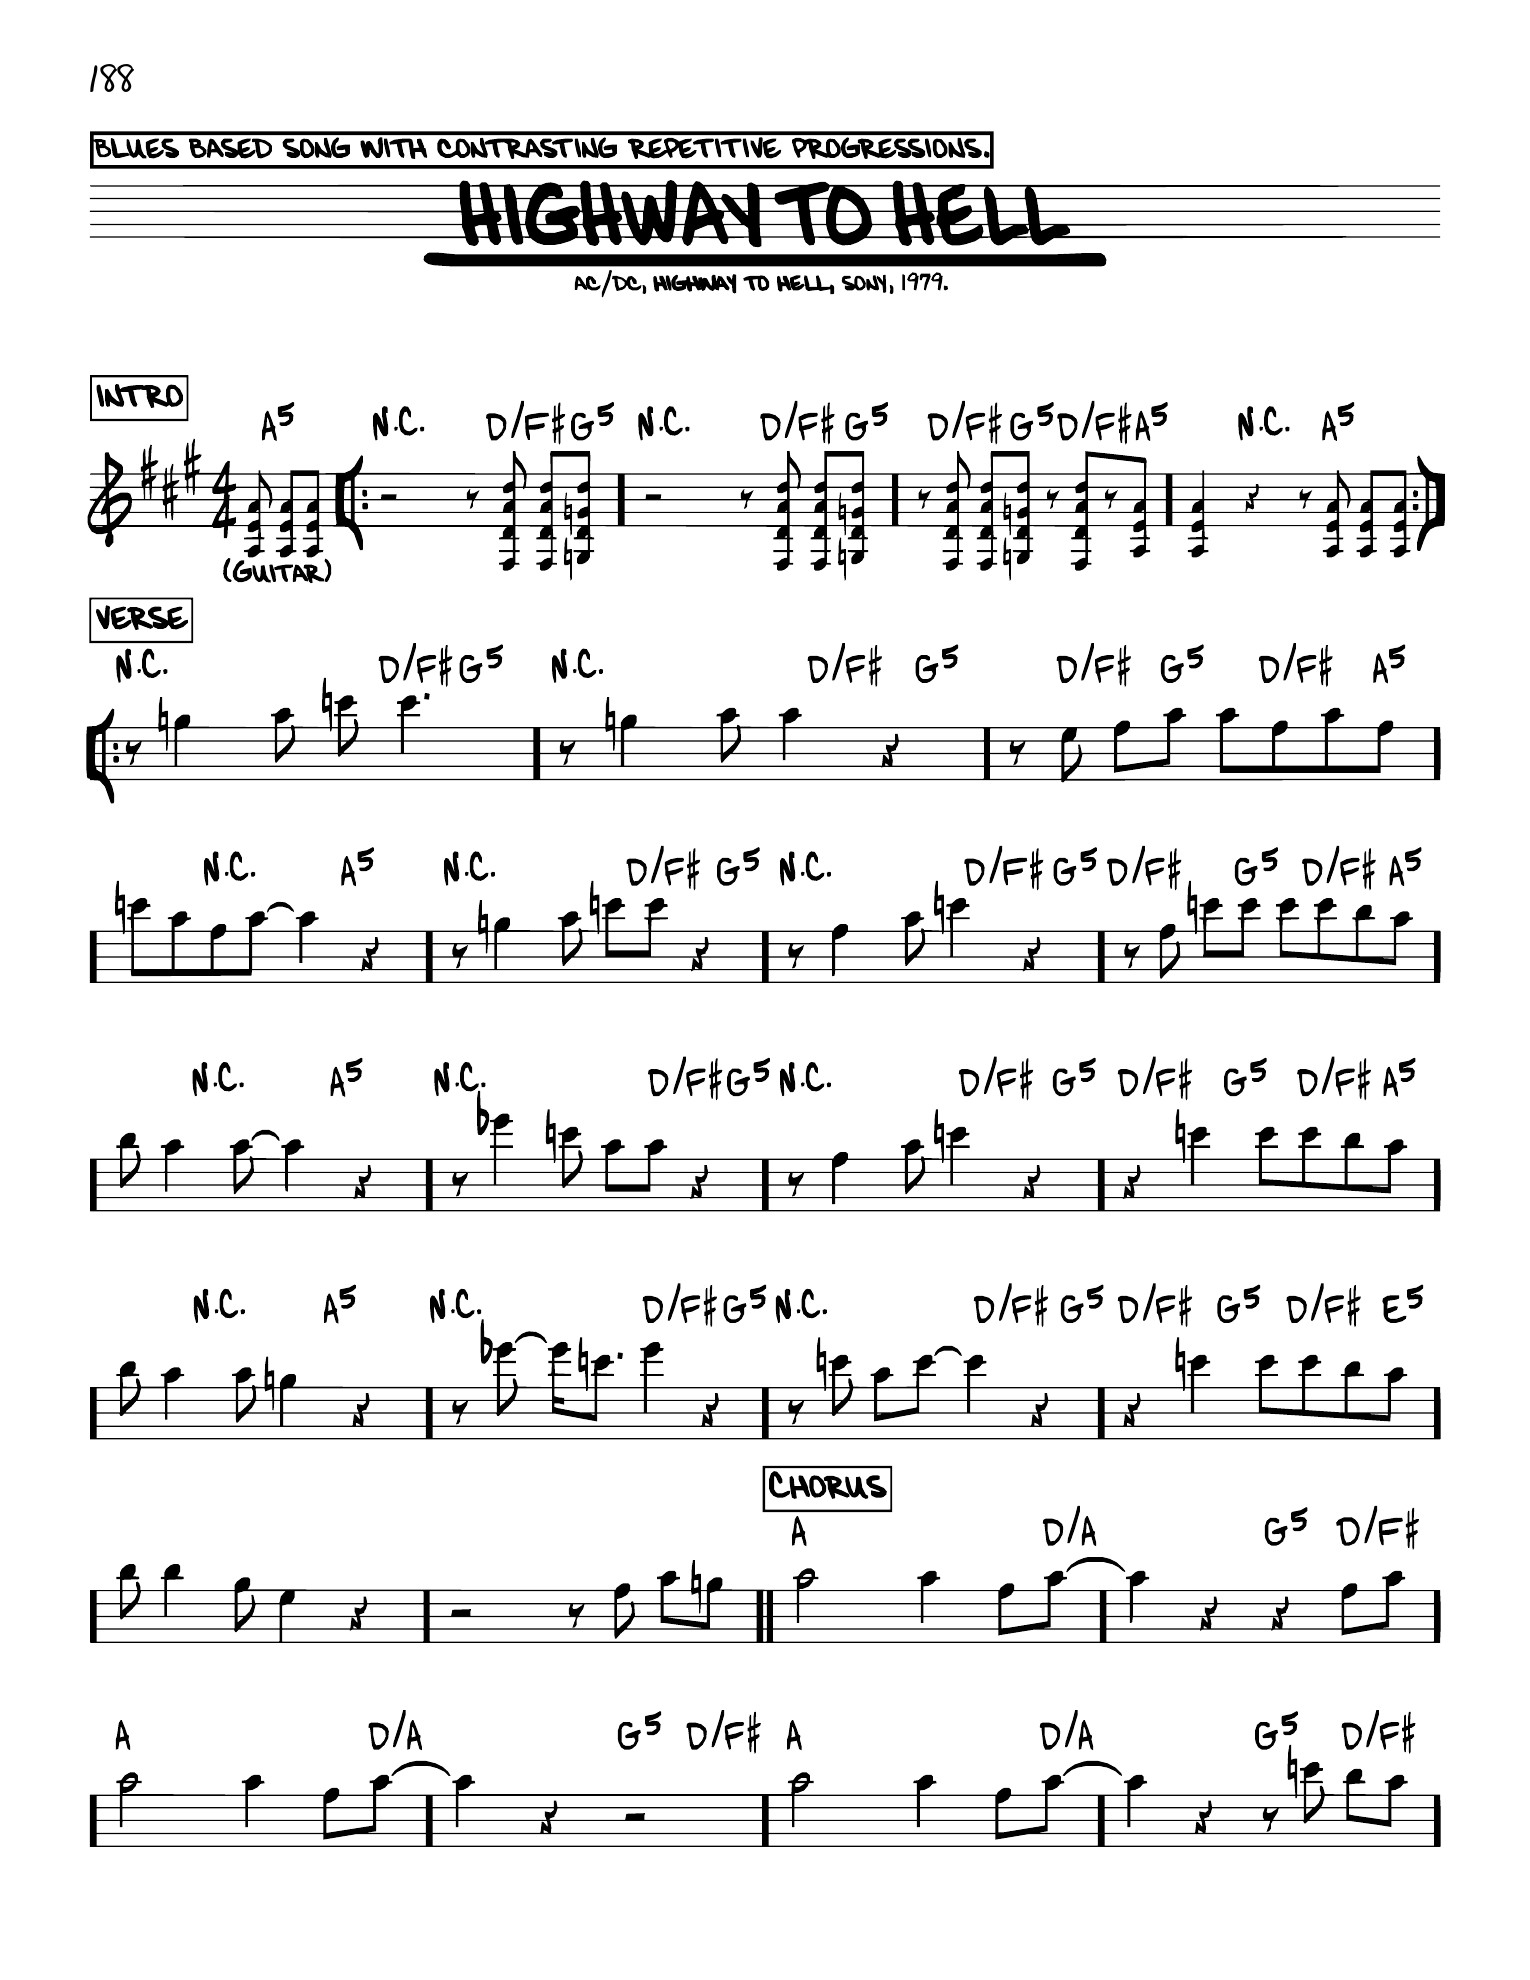 188
BLUES BASED SONG WITH CONTRASTING REPETITIVE PROGRESSIONS.
HIGHWAY TO HELL
AC/DC, HIGHWAY TO HELL, SONY, 1979.
INTRO
A5 N.C. D/F# G5 N.C. D/F# G5 D/F# G5 D/F# A5 N.C. A5
4/4
(GUITAR)
VERSE
N.C. D/F# G5 N.C. D/F# G5 D/F# G5 D/F# A5
N.C. A5 N.C. D/F# G5 N.C. D/F# G5 D/F# G5 D/F# A5
N.C. A5 N.C. D/F# G5 N.C. D/F# G5 D/F# G5 D/F# A5
N.C. A5 N.C. D/F# G5 N.C. D/F# G5 D/F# G5 D/F# E5
CHORUS
A D/A G5 D/F#
A D/A G5 D/F# A D/A G5 D/F#